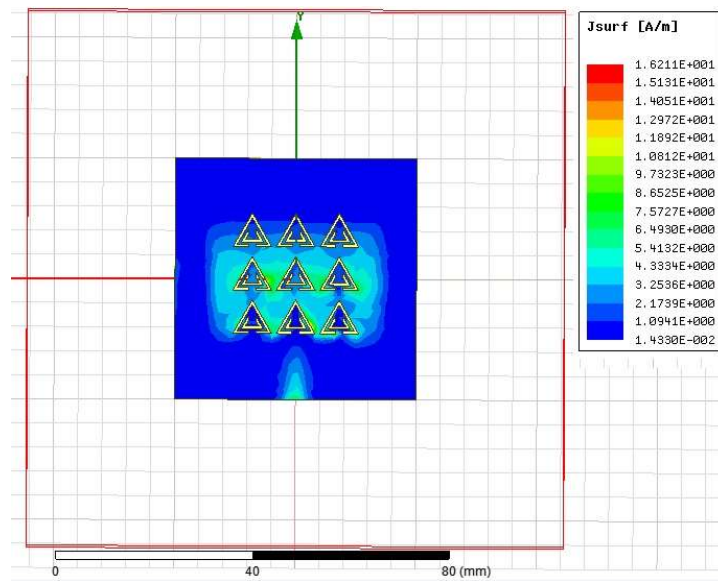 Y
Jsurf [A/m]
1.6211E+001
1.5131E+001
1.4051E+001
1.2972E+001
1.1892E+001
1.0812E+001
9.7323E+000
8.6525E+000
7.5727E+000
6.4930E+000
5.4132E+000
4.3334E+000
3.2536E+000
2.1739E+000
1.0941E+000
1.4330E-002
0 40 80 (mm)